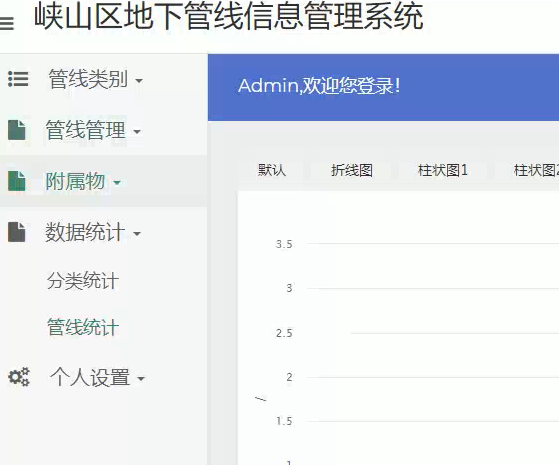 峡山区地下管线信息管理系统
管线类别
Admin,欢迎您登录!
管线管理
默认 折线图 柱状图1 柱状图2
附属物
数据统计
3.5
分类统计
3
管线统计
2.5
个人设置
2
1.5
1